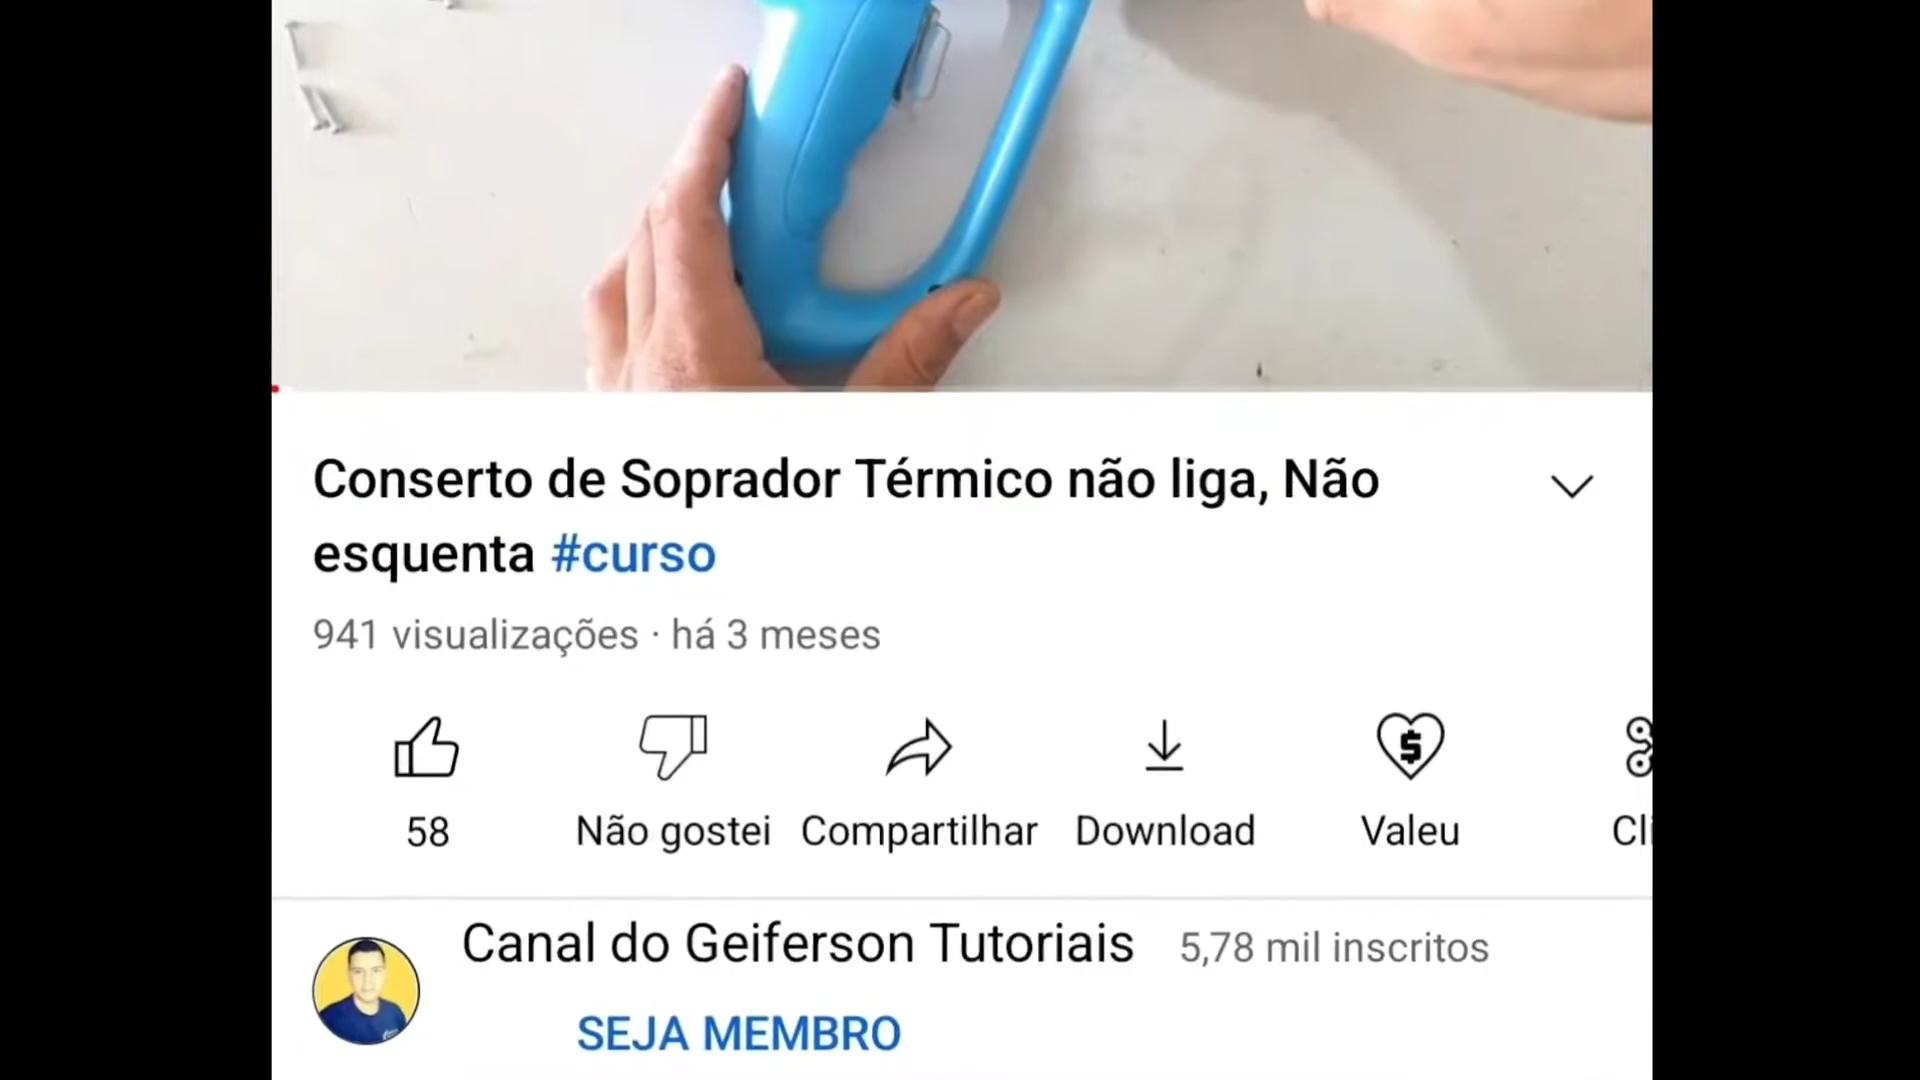 Conserto de Soprador Térmico não liga, Não
esquenta #curso
941 visualizações · há 3 meses
58
Não gostei
Compartilhar
Download
Valeu
Cli
Canal do Geiferson Tutoriais
5,78 mil inscritos
SEJA MEMBRO